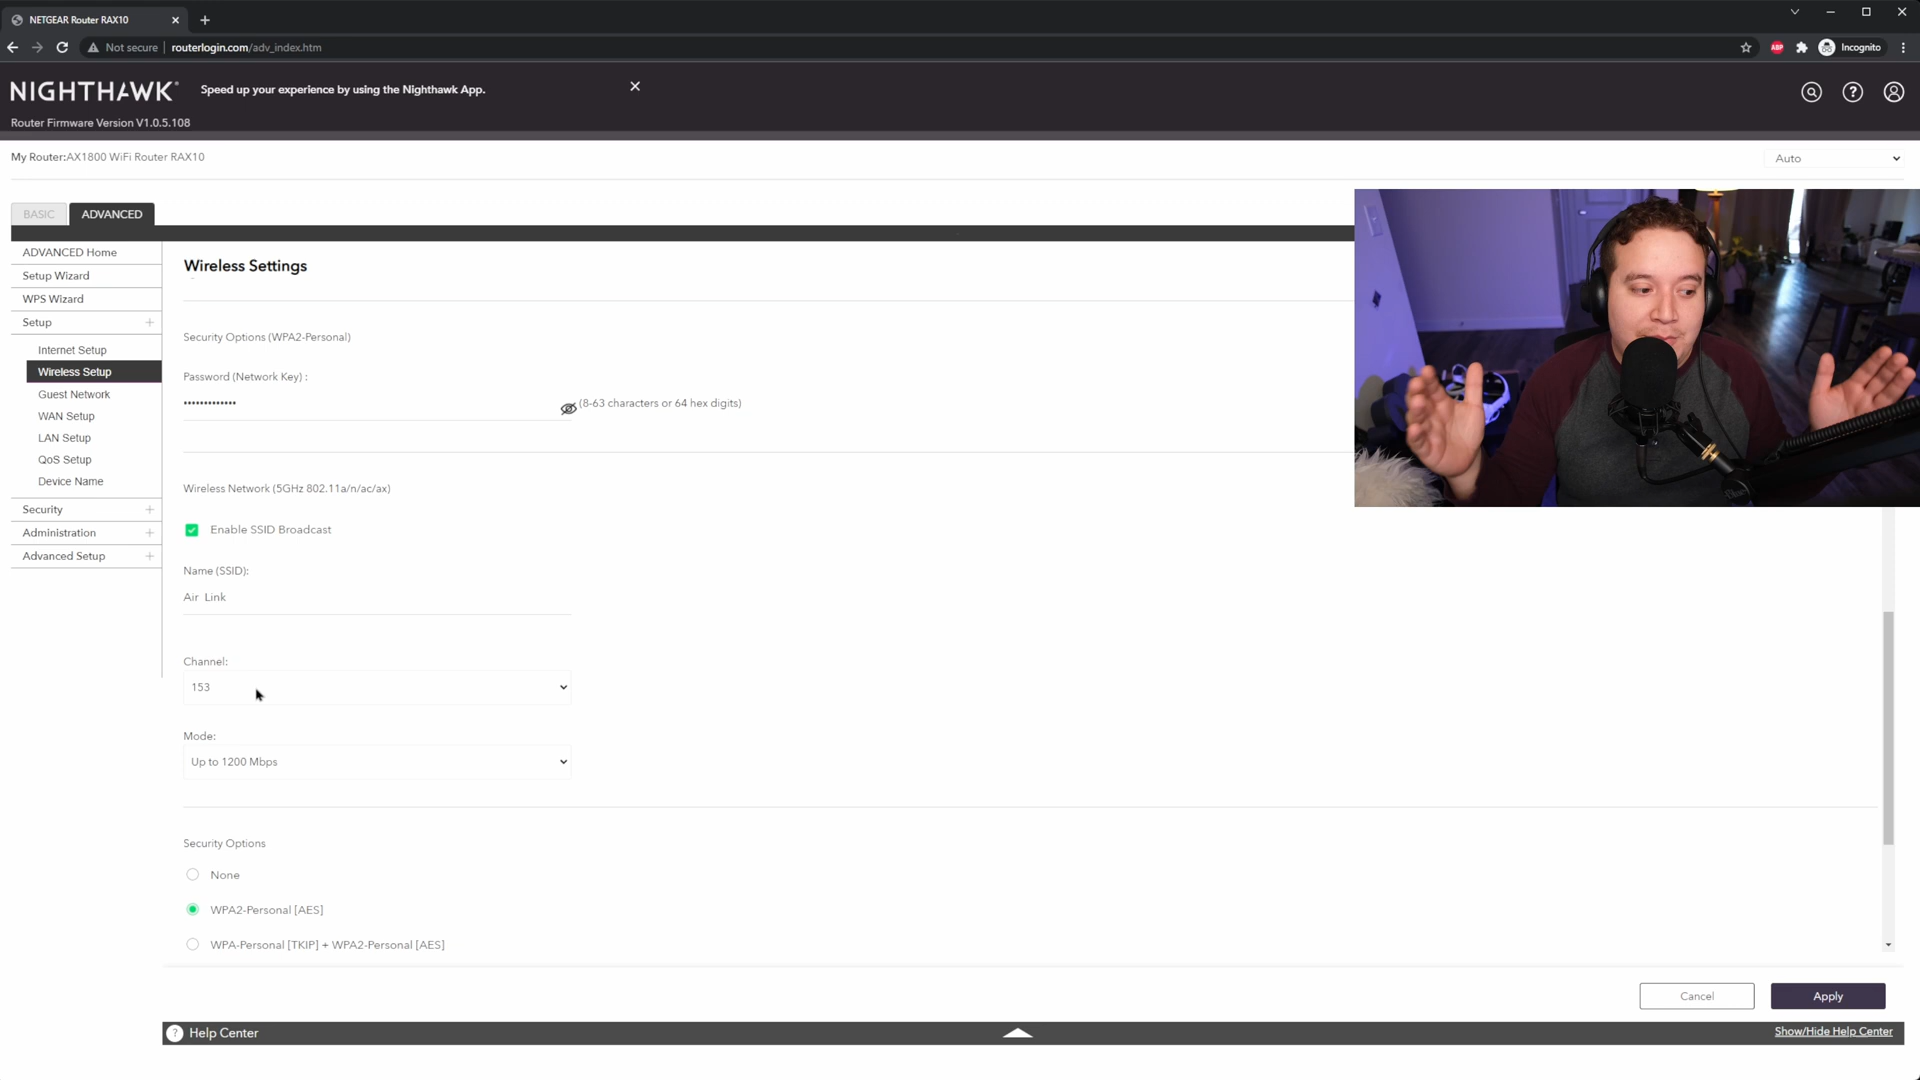 NETGEAR Router RAX10
Not secure routerlogin.com/adv_index.htm
ABP Incognito
NIGHTHAWK Speed up your experience by using the Nighthawk App.
Router Firmware Version V1.0.5.108
My Router:AX1800 WiFi Router RAX10
Auto
BASIC ADVANCED
ADVANCED Home
Setup Wizard
WPS Wizard
Setup
Internet Setup
Wireless Setup
Guest Network
WAN Setup
LAN Setup
QoS Setup
Device Name
Security
Administration
Advanced Setup
Wireless Settings
Security Options (WPA2-Personal)
Password (Network Key) :
••••••••••••• (8-63 characters or 64 hex digits)
Wireless Network (5GHz 802.11a/n/ac/ax)
Enable SSID Broadcast
Name (SSID):
Air Link
Channel:
153
Mode:
Up to 1200 Mbps
Security Options
None
WPA2-Personal [AES]
WPA-Personal [TKIP] + WPA2-Personal [AES]
Cancel Apply
? Help Center Show/Hide Help Center